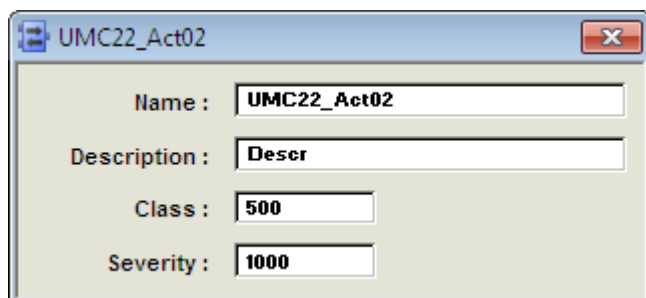 UMC22_Act02
Name : UMC22_Act02
Description : Descr
Class : 500
Severity : 1000